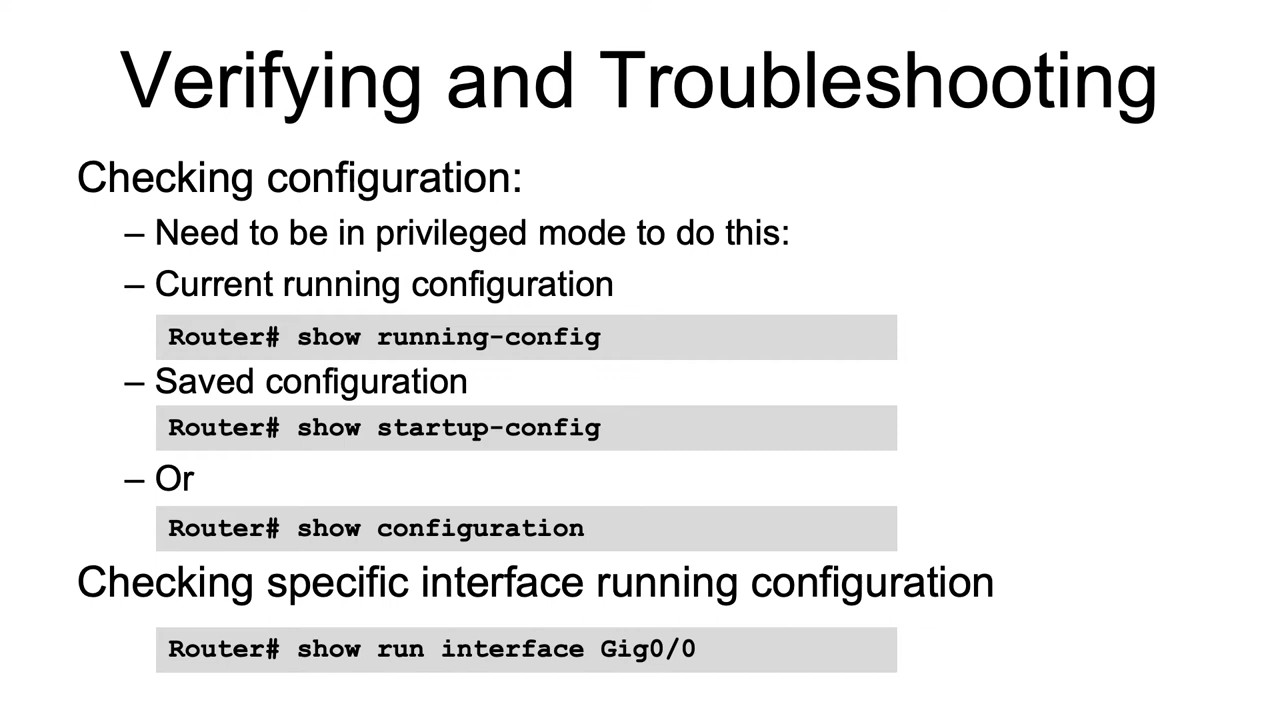 Verifying and Troubleshooting
Checking configuration:
– Need to be in privileged mode to do this:
– Current running configuration
Router# show running-config
– Saved configuration
Router# show startup-config
– Or
Router# show configuration
Checking specific interface running configuration
Router# show run interface Gig0/0